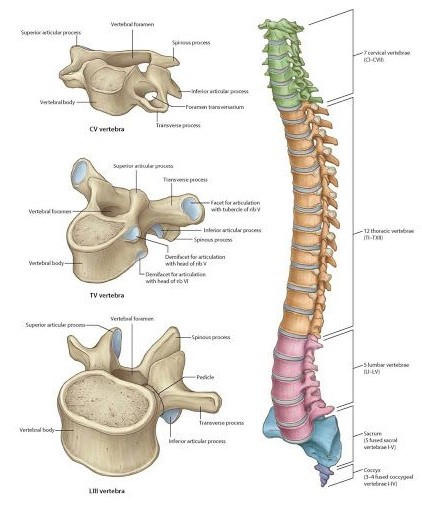 Vertebral foramen
Superior articular process
Spinous process
Inferior articular process
Foramen transversarium
Vertebral body
Transverse process
CV vertebra
Superior articular process
Transverse process
Facet for articulation
with tubercle of rib V
Vertebral foramen
Inferior articular process
Spinous process
Demifacet for articulation
with head of rib V
Vertebral body
Demifacet for articulation
with head of rib VI
TV vertebra
Vertebral foramen
Superior articular process
Spinous process
Pedicle
Transverse process
Vertebral body
Inferior articular process
LIII vertebra
7 cervical vertebrae
(CI–CVII)
12 thoracic vertebrae
(TI–TXII)
5 lumbar vertebrae
(LI–LV)
Sacrum
(5 fused sacral
vertebrae I-V)
Coccyx
(3–4 fused coccygeal
vertebrae I-IV)